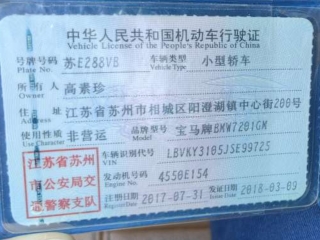 中华人民共和国机动车行驶证
Vehicle License of the People's Republic of China
号牌号码 苏E288VB 车辆类型 小型轿车
Plate No. Vehicle Type
所有人 高素珍
Owner
住址 江苏省苏州市相城区阳澄湖镇中心街200号
Address
使用性质 非营运 品牌型号 宝马牌BMW7201GM
Use Character Model
车辆识别代号 LBVKY3105JSE99725
VIN
发动机号码 4550E154
Engine No.
注册日期 2017-07-31 发证日期 2018-03-09
Register Date Issue Date
江苏省苏州
市公安局交
通警察支队